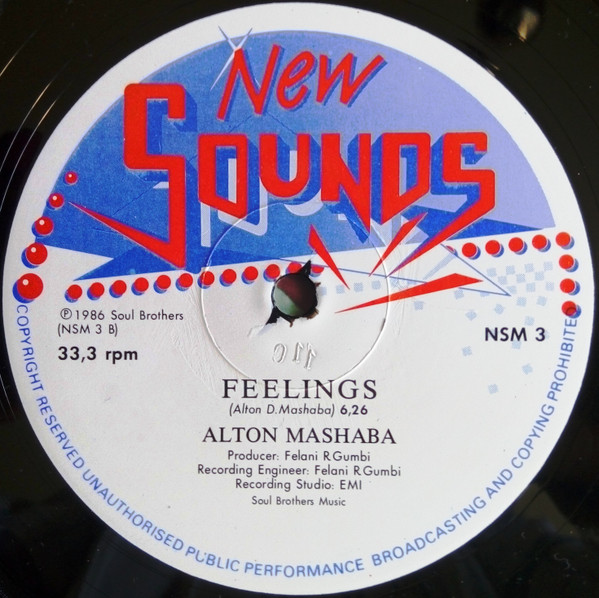 New
SOUNDS
℗ 1986 Soul Brothers
(NSM 3 B)
33,3 rpm
NSM 3
FEELINGS
(Alton D. Mashaba) 6,26
ALTON MASHABA
Producer: Felani R Gumbi
Recording Engineer: Felani R Gumbi
Recording Studio: EMI
Soul Brothers Music
COPYRIGHT RESERVED UNAUTHORISED PUBLIC PERFORMANCE BROADCASTING AND COPYING PROHIBITED